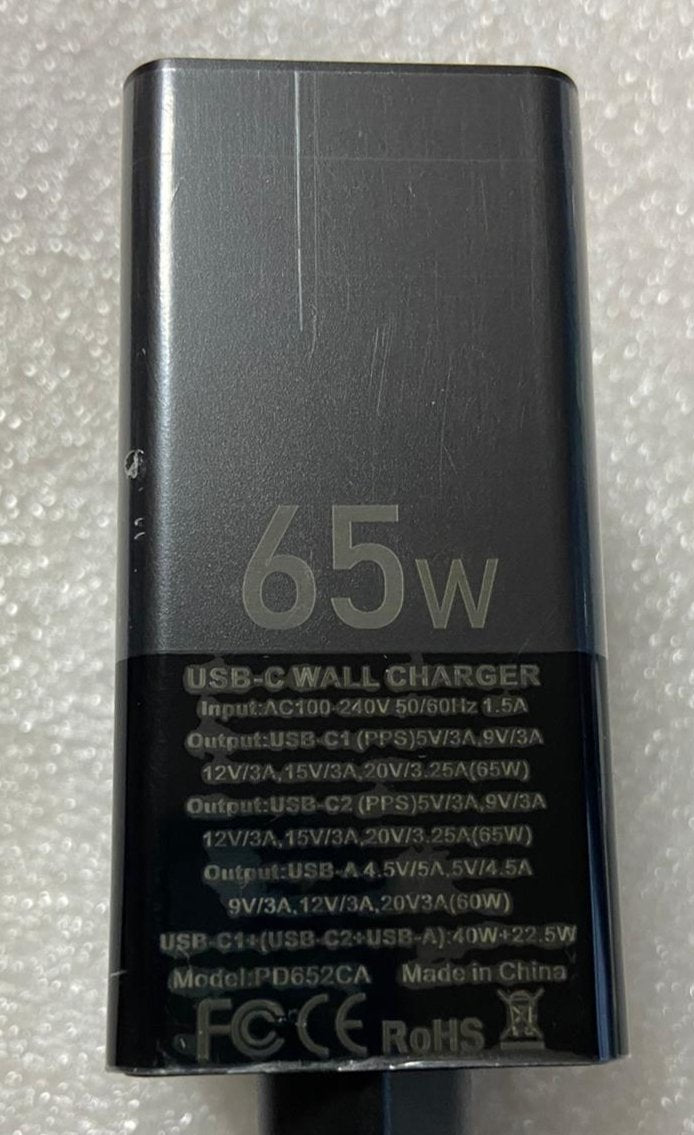 65W
USB-C WALL CHARGER
Input:AC100-240V 50/60Hz 1.5A
Output:USB-C1 (PPS)5V/3A,9V/3A
12V/3A,15V/3A,20V/3.25A(65W)
Output:USB-C2 (PPS)5V/3A,9V/3A
12V/3A,15V/3A,20V/3.25A(65W)
Output:USB-A 4.5V/5A,5V/4.5A
9V/3A,12V/3A,20V3A(60W)
USB-C1+(USB-C2+USB-A):40W+22.5W
Model:PD652CA Made in China
FC CE RoHS